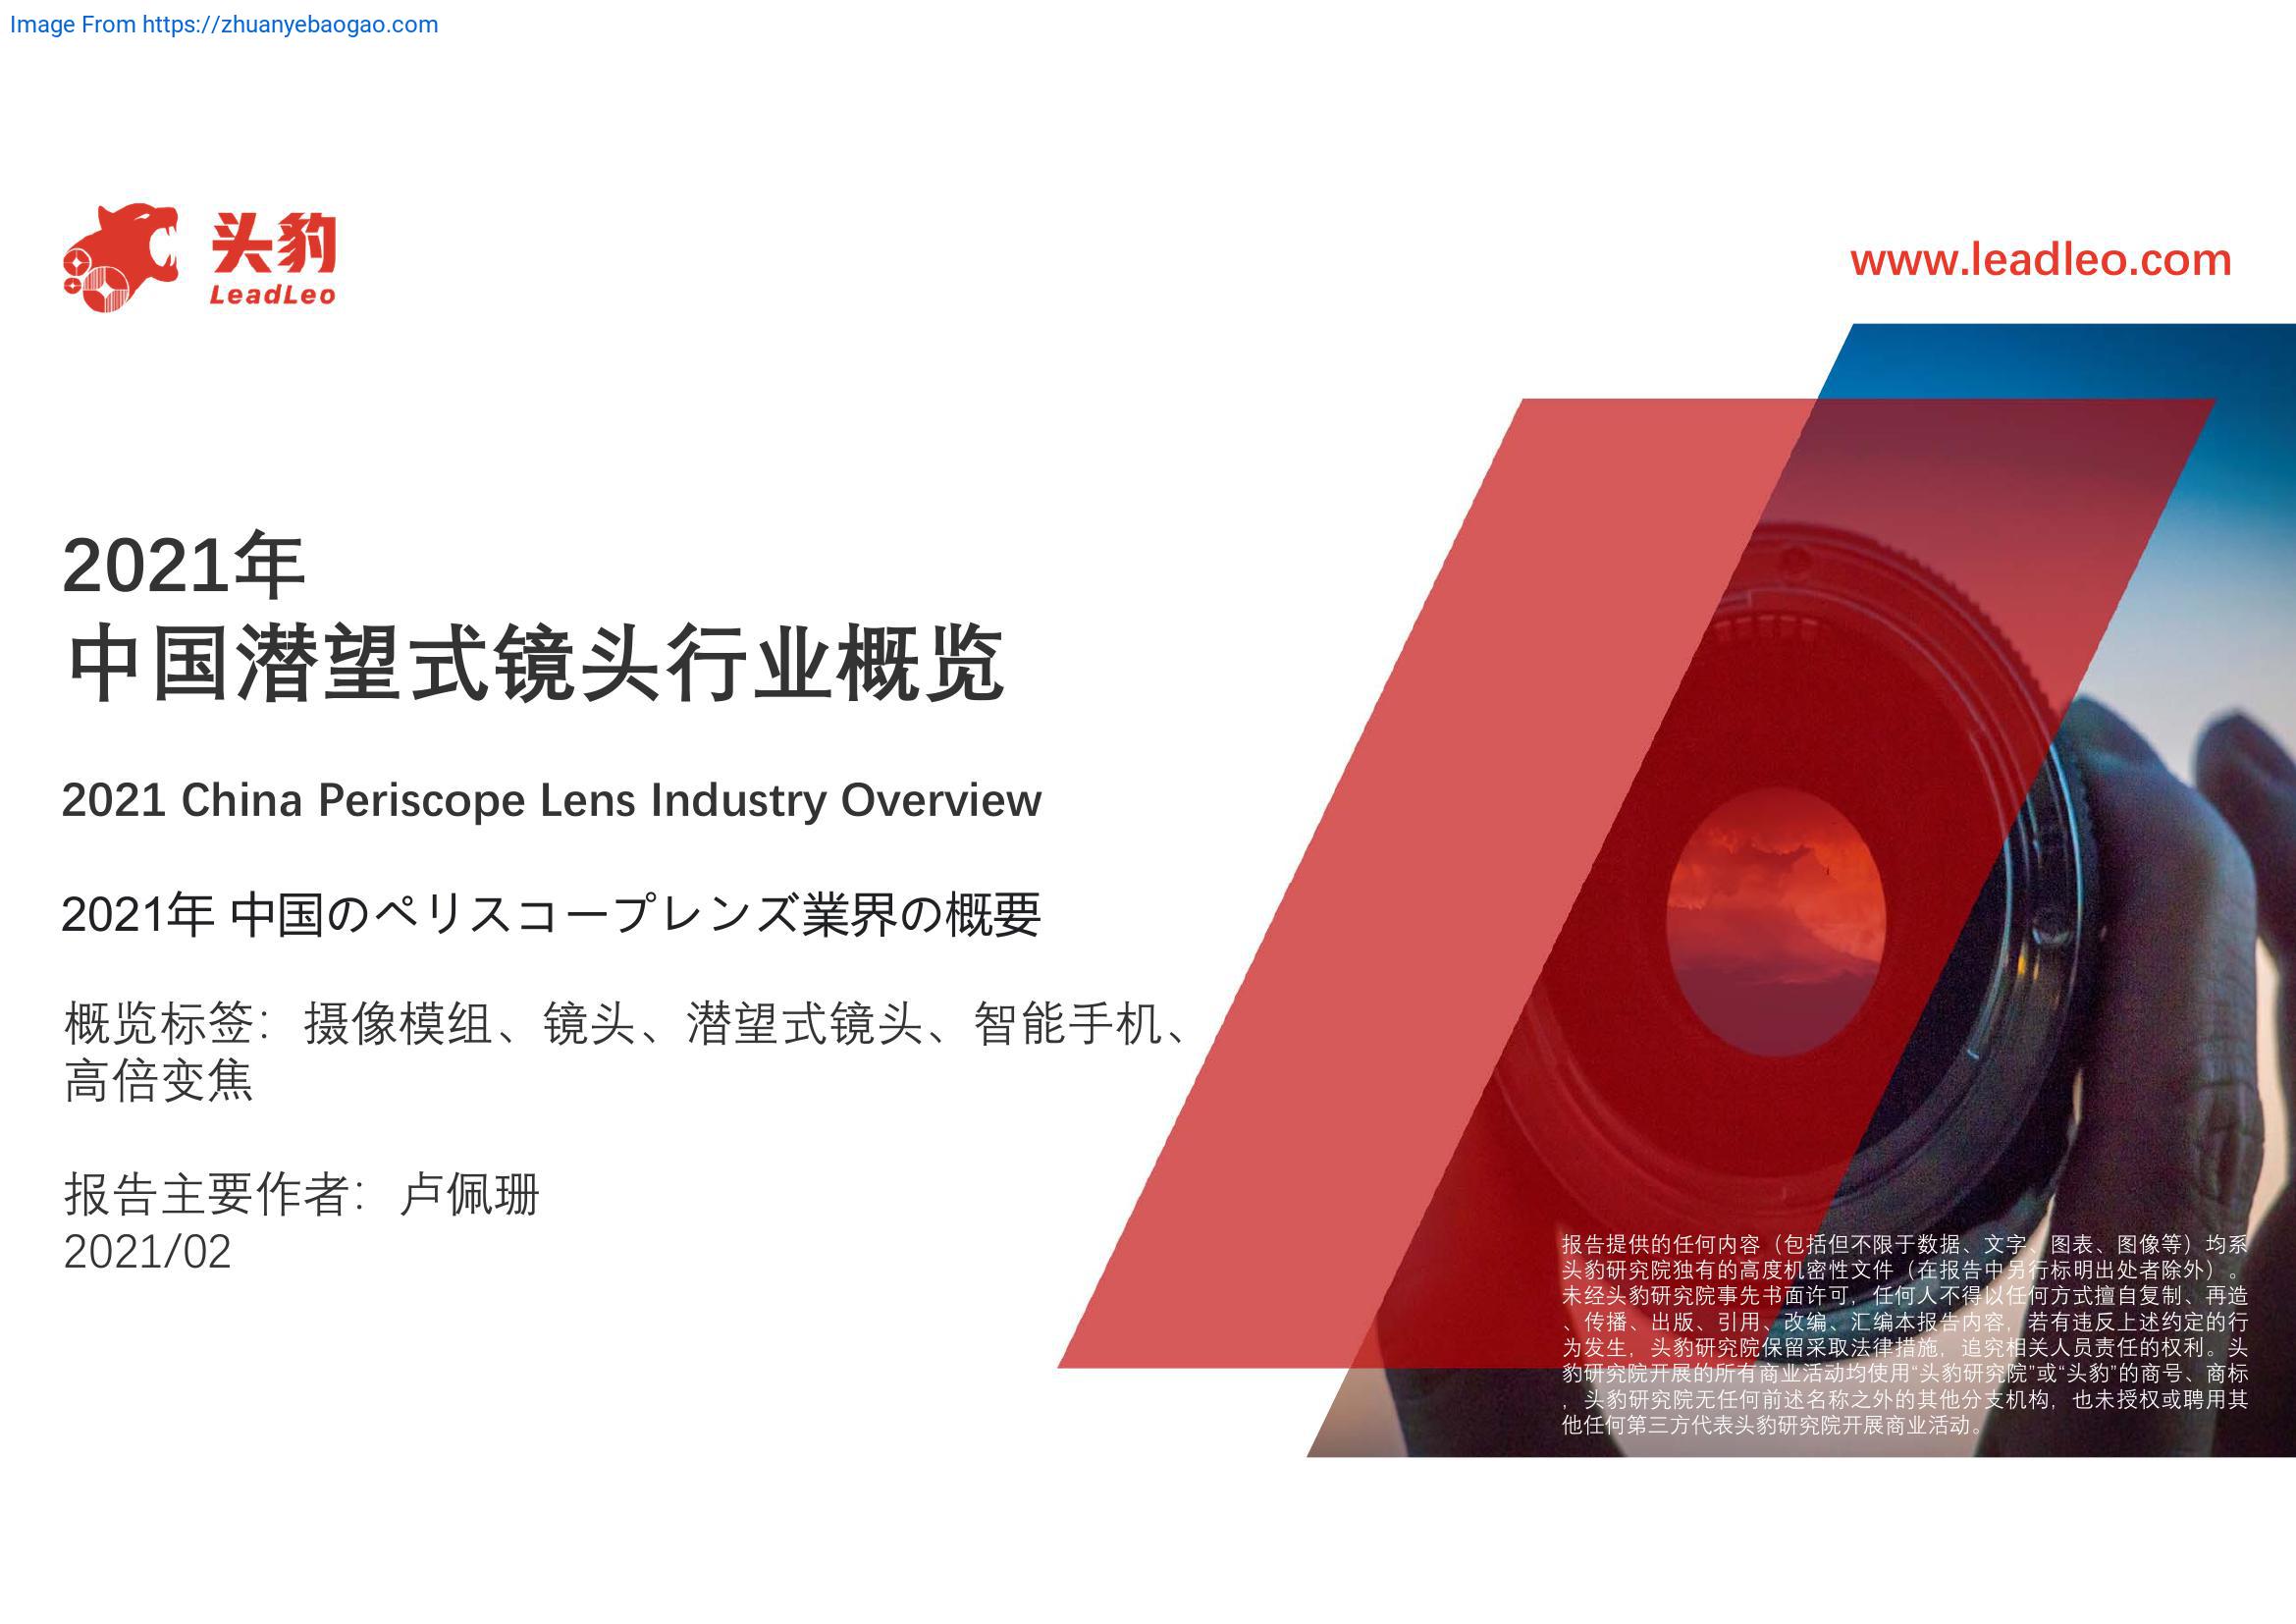 Image From https://zhuanyebaogao.com
头豹
LeadLeo
www.leadleo.com
2021年
中国潜望式镜头行业概览
2021 China Periscope Lens Industry Overview
2021年 中国のペリスコープレンズ業界の概要
概览标签：摄像模组、镜头、潜望式镜头、智能手机、
高倍变焦
报告主要作者：卢佩珊
2021/02
报告提供的任何内容（包括但不限于数据、文字、图表、图像等）均系
头豹研究院独有的高度机密性文件（在报告中另行标明出处者除外）。
未经头豹研究院事先书面许可，任何人不得以任何方式擅自复制、再造
、传播、出版、引用、改编、汇编本报告内容，若有违反上述约定的行
为发生，头豹研究院保留采取法律措施，追究相关人员责任的权利。头
豹研究院开展的所有商业活动均使用“头豹研究院”或“头豹”的商号、商标
，头豹研究院无任何前述名称之外的其他分支机构，也未授权或聘用其
他任何第三方代表头豹研究院开展商业活动。